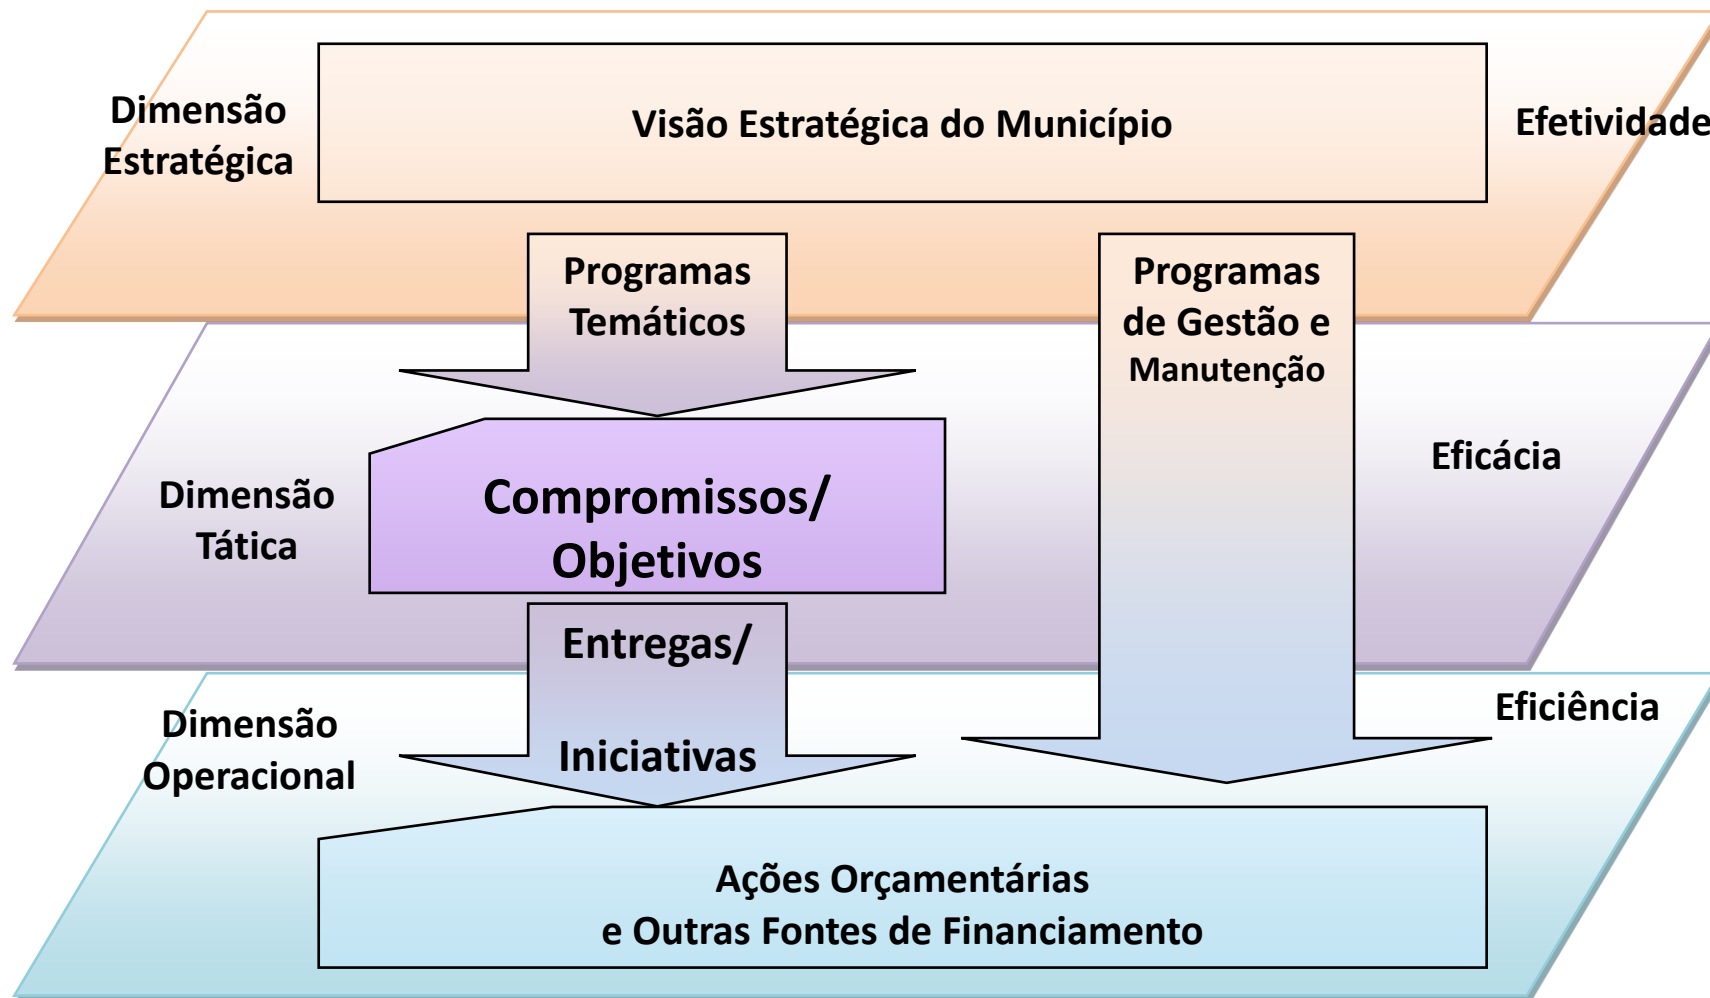 Dimensão
Estratégica
Visão Estratégica do Município
Efetividade
Programas
Temáticos
Programas
de Gestão e
Manutenção
Dimensão
Tática
Compromissos/
Objetivos
Eficácia
Entregas/
Iniciativas
Dimensão
Operacional
Eficiência
Ações Orçamentárias
e Outras Fontes de Financiamento